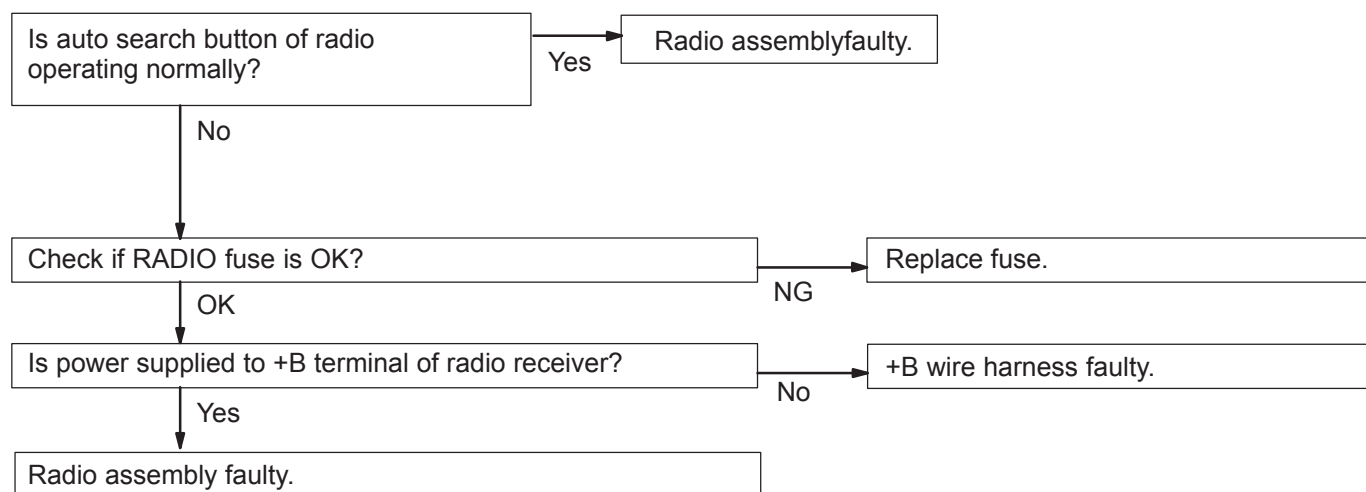 Is auto search button of radio
operating normally?
Yes
Radio assemblyfaulty.
No
Check if RADIO fuse is OK?
NG
Replace fuse.
OK
Is power supplied to +B terminal of radio receiver?
No
+B wire harness faulty.
Yes
Radio assembly faulty.